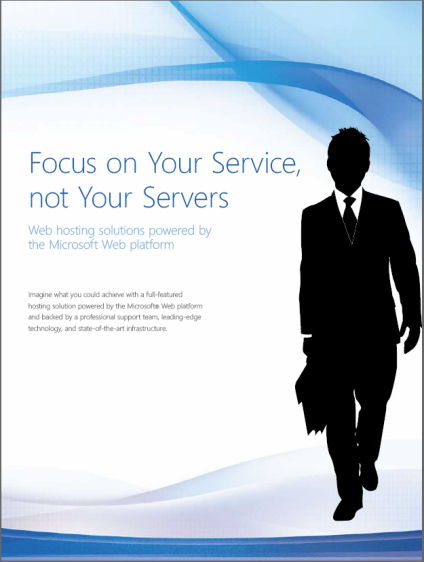 Focus on Your Service,
not Your Servers
Web hosting solutions powered by
the Microsoft Web platform
Imagine what you could achieve with a full-featured
hosting solution powered by the Microsoft® Web platform
and backed by a professional support team, leading-edge
technology, and state-of-the-art infrastructure.